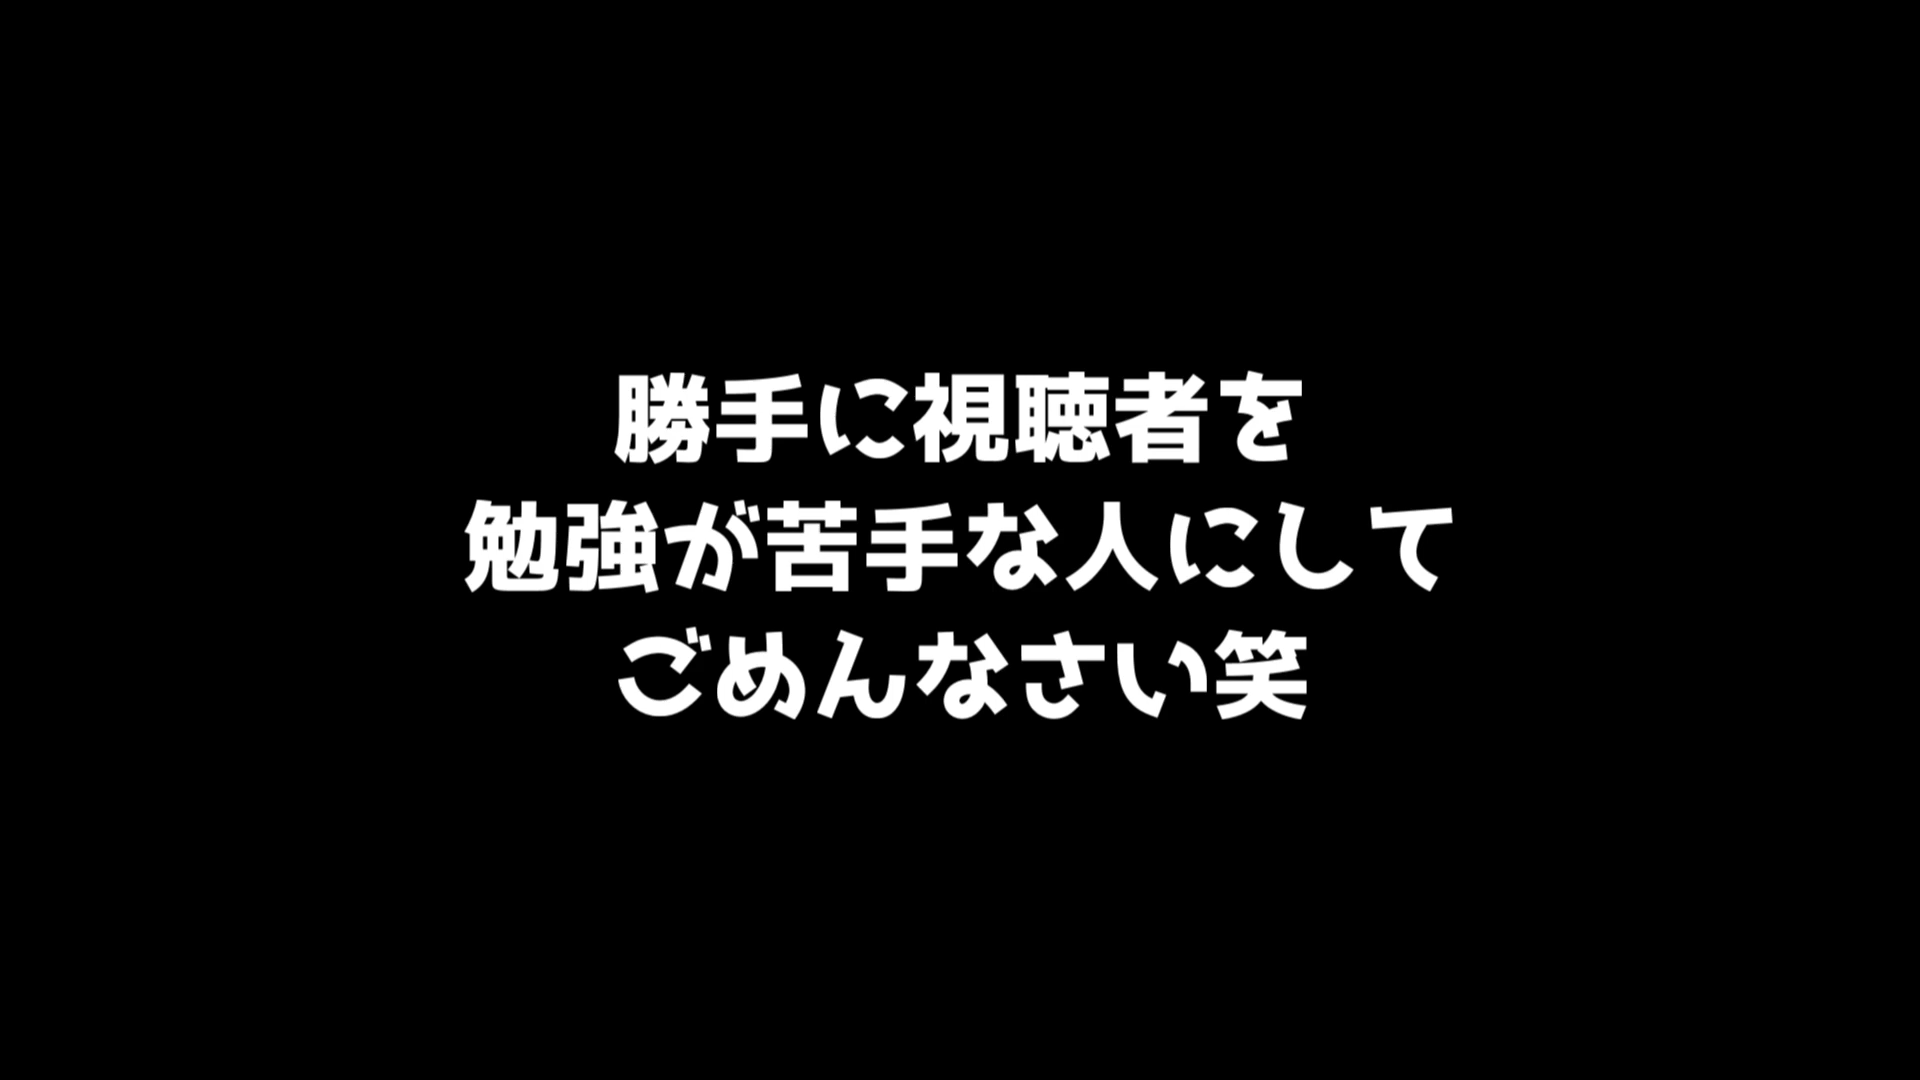 勝手に視聴者を
勉強が苦手な人にして
ごめんなさい笑